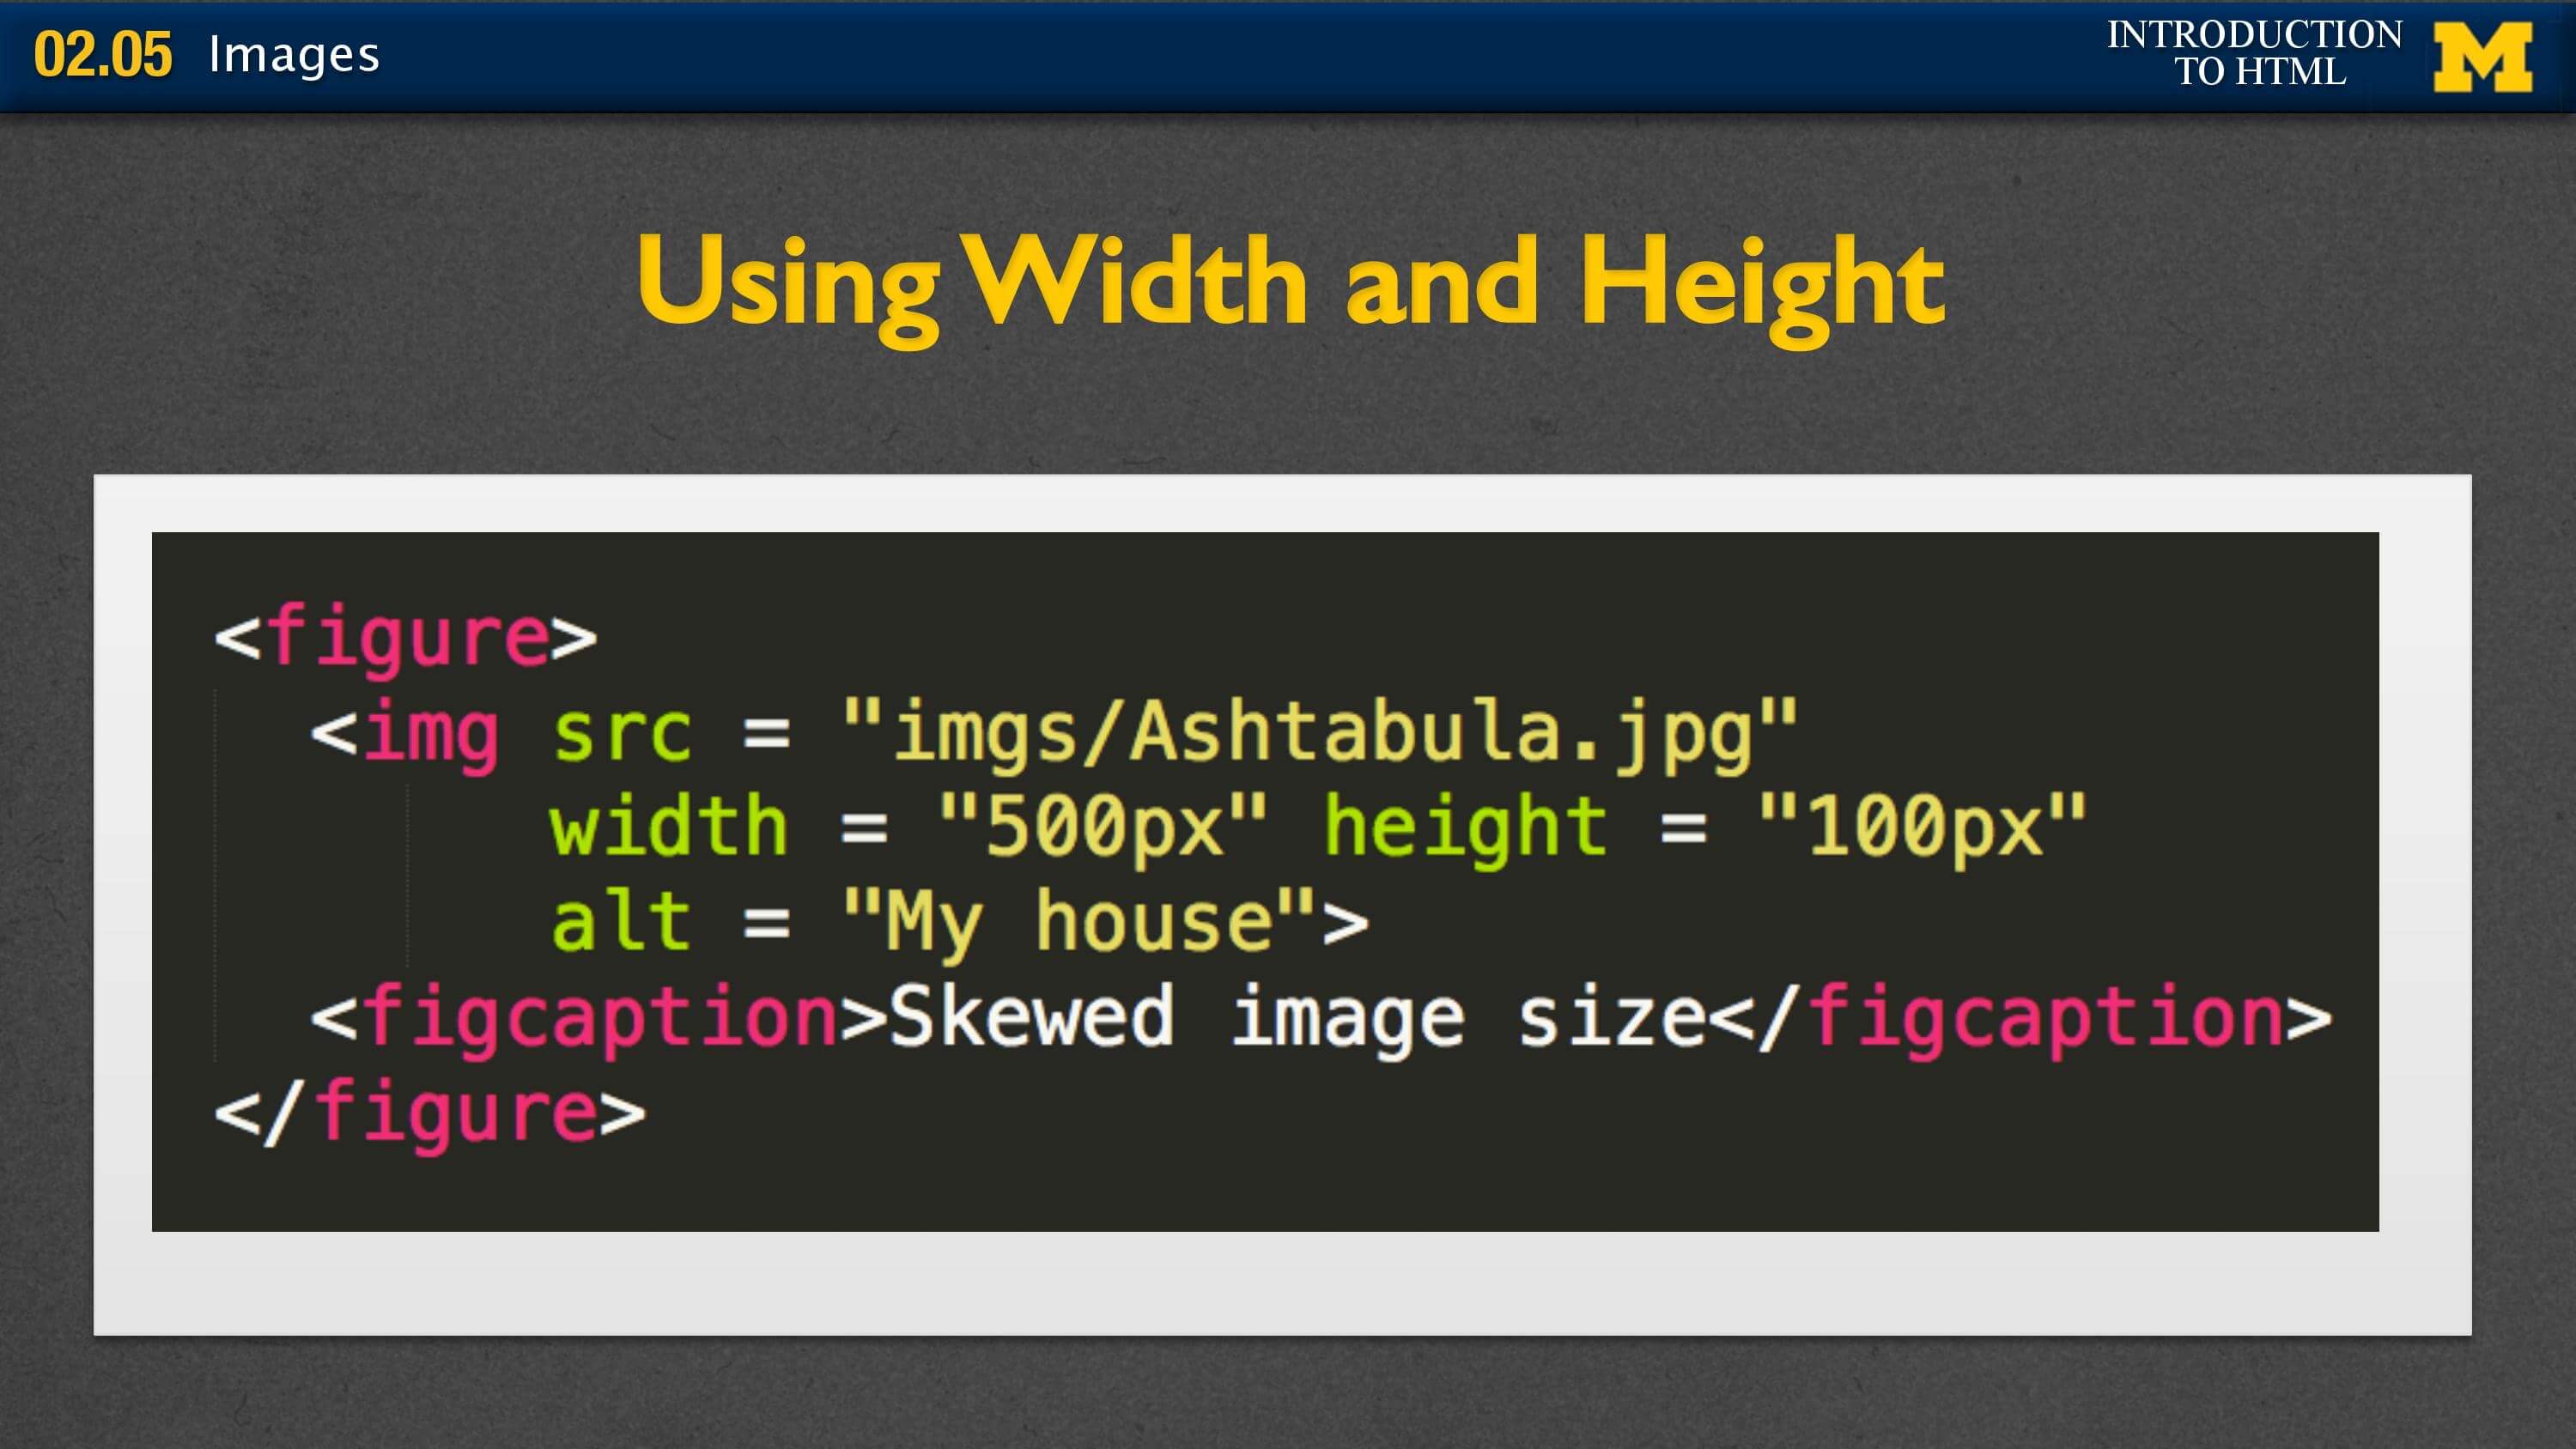 02.05 Images
INTRODUCTION
TO HTML
M
Using Width and Height
<figure>
<img src = "imgs/Ashtabula.jpg"
width = "500px" height = "100px"
alt = "My house">
<figcaption>Skewed image size</figcaption>
</figure>